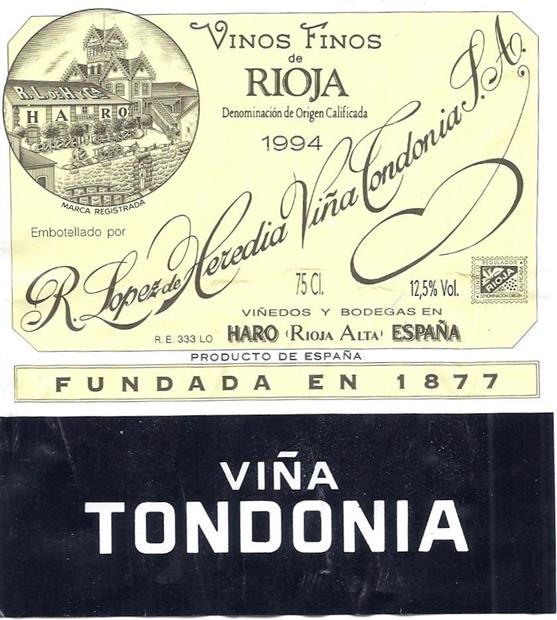 VINOS FINOS
de
RIOJA
Denominación de Origen Calificada
1994
R. L. DE H. Y Cª
HARO
MARCA REGISTRADA
Embotellado por
R. Lopez de Heredia Viña Tondonia S.A.
75 Cl.
12,5% Vol.
RIOJA
VIÑEDOS Y BODEGAS EN
R.E. 333 LO
HARO (RIOJA ALTA) ESPAÑA
PRODUCTO DE ESPAÑA
FUNDADA EN 1877
VIÑA
TONDONIA